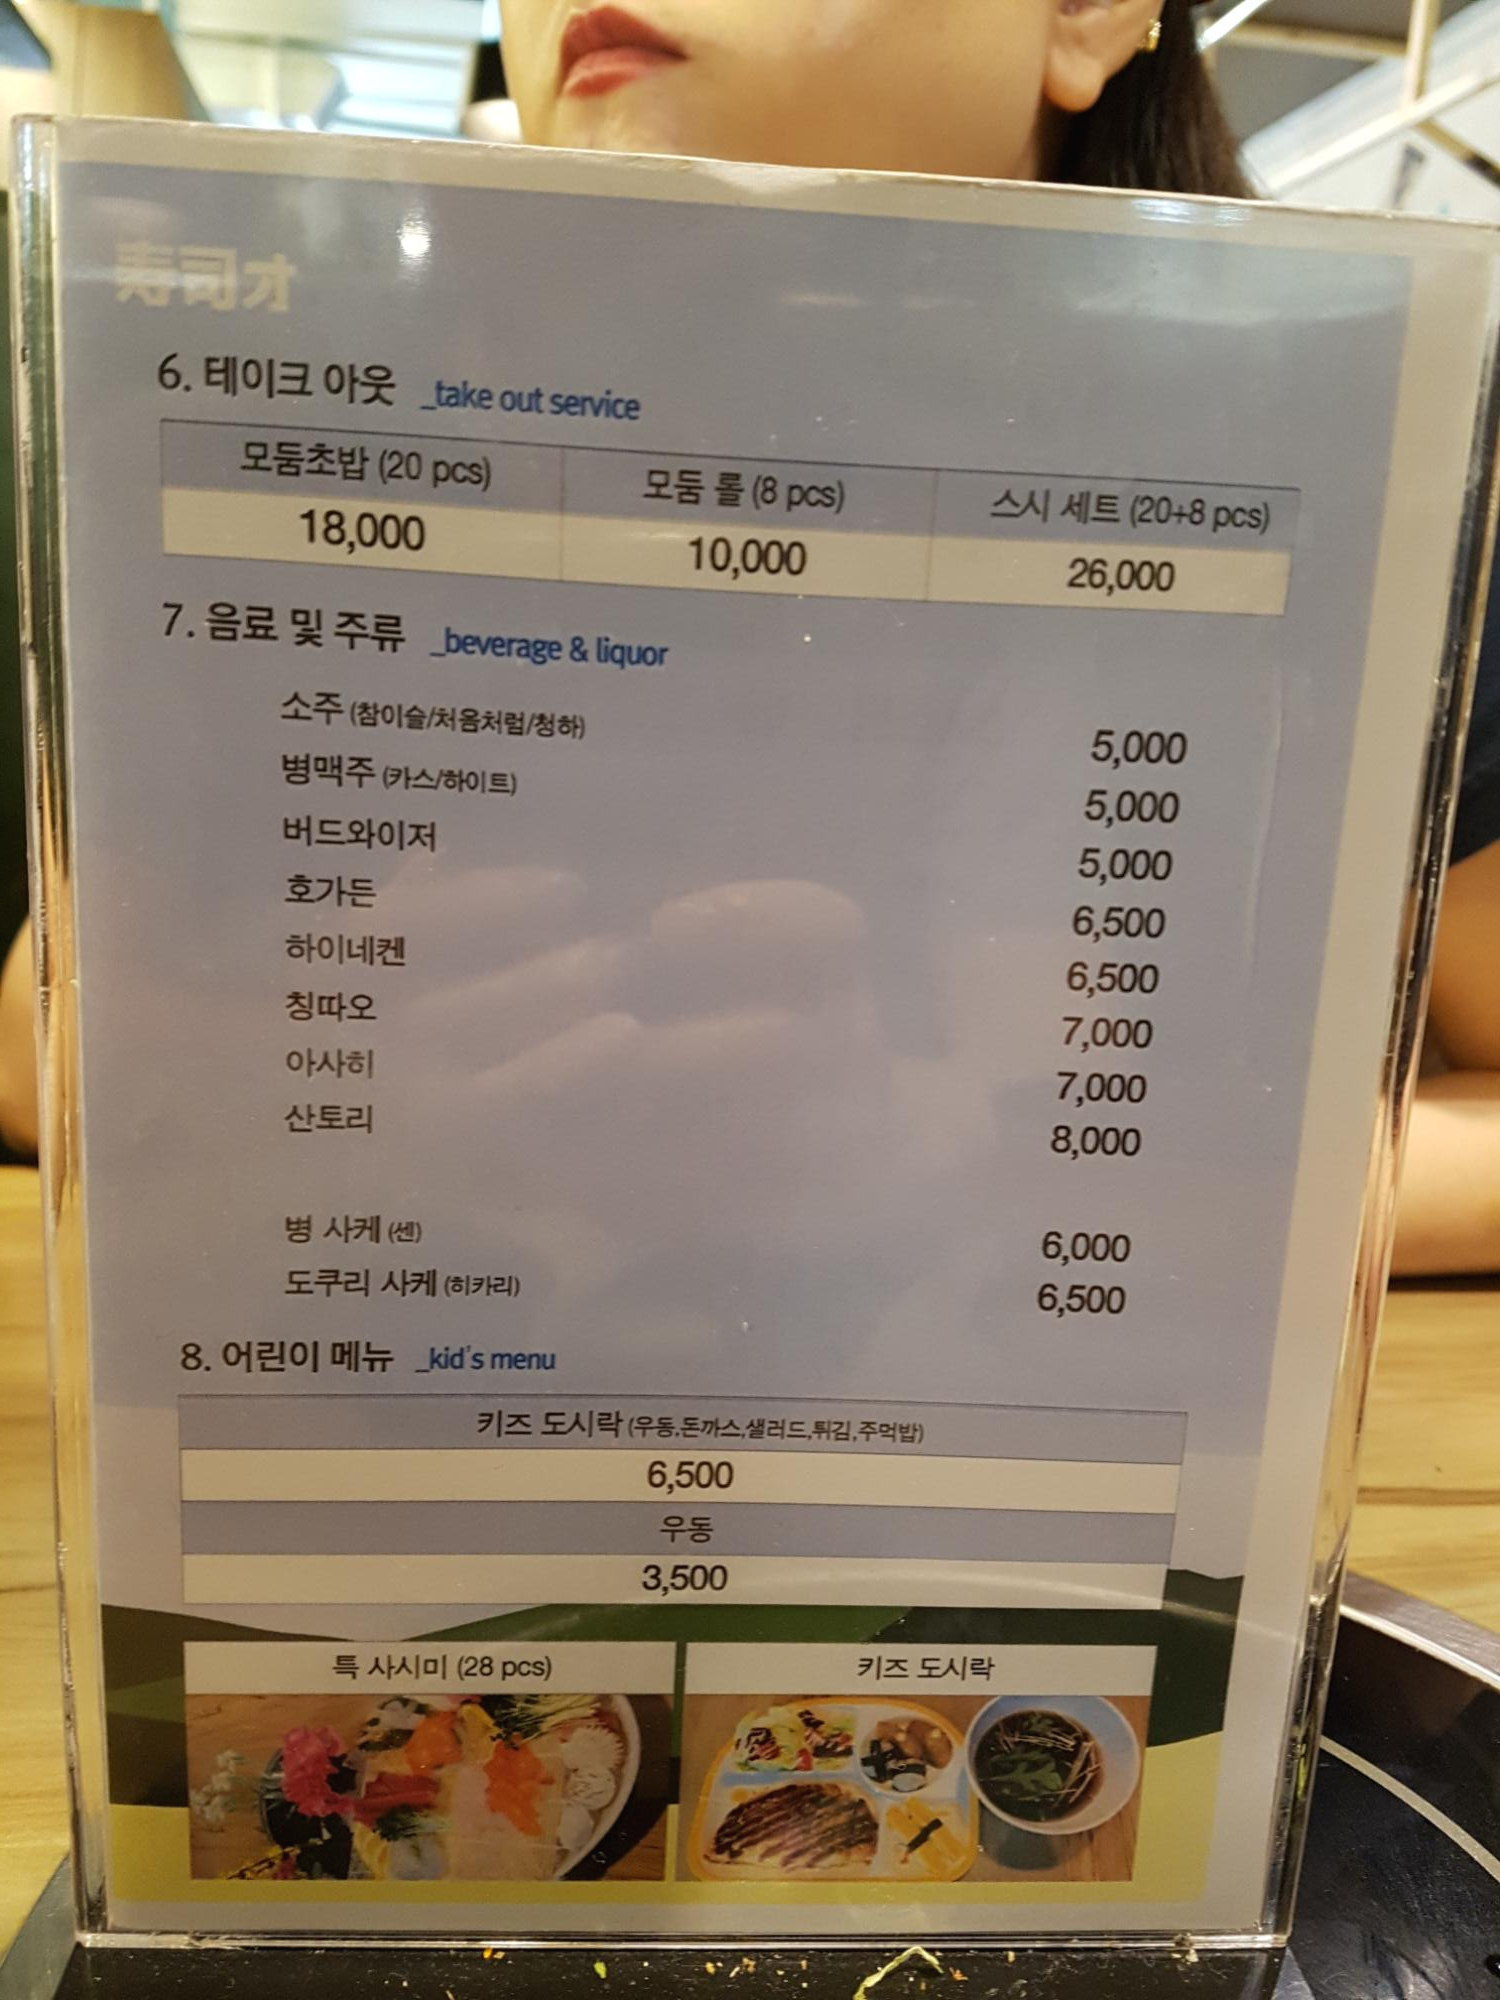 寿司才
6. 테이크 아웃 _take out service
모둠초밥 (20 pcs) 모둠 롤 (8 pcs) 스시 세트 (20+8 pcs)
18,000 10,000 26,000
7. 음료 및 주류 _beverage & liquor
소주 (참이슬/처음처럼/청하) 5,000
병맥주 (카스/하이트) 5,000
버드와이저 5,000
호가든 6,500
하이네켄 6,500
칭따오 7,000
아사히 7,000
산토리 8,000
병 사케 (센) 6,000
도쿠리 사케 (히카리) 6,500
8. 어린이 메뉴 _kid's menu
키즈 도시락 (우동,돈까스,샐러드,튀김,주먹밥)
6,500
우동
3,500
특 사시미 (28 pcs) 키즈 도시락